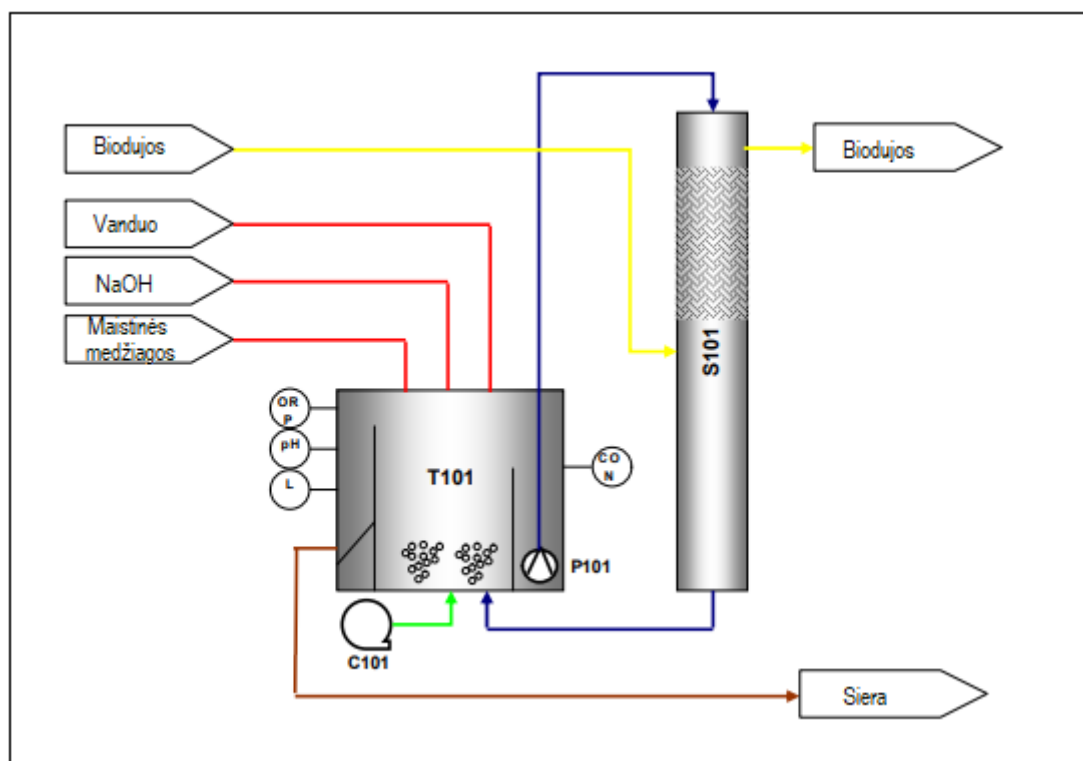 Biodujos
Biodujos
Vanduo
NaOH
Maistinės
medžiagos
S101
OR
P
pH
L
T101
CO
N
P101
C101
Siera